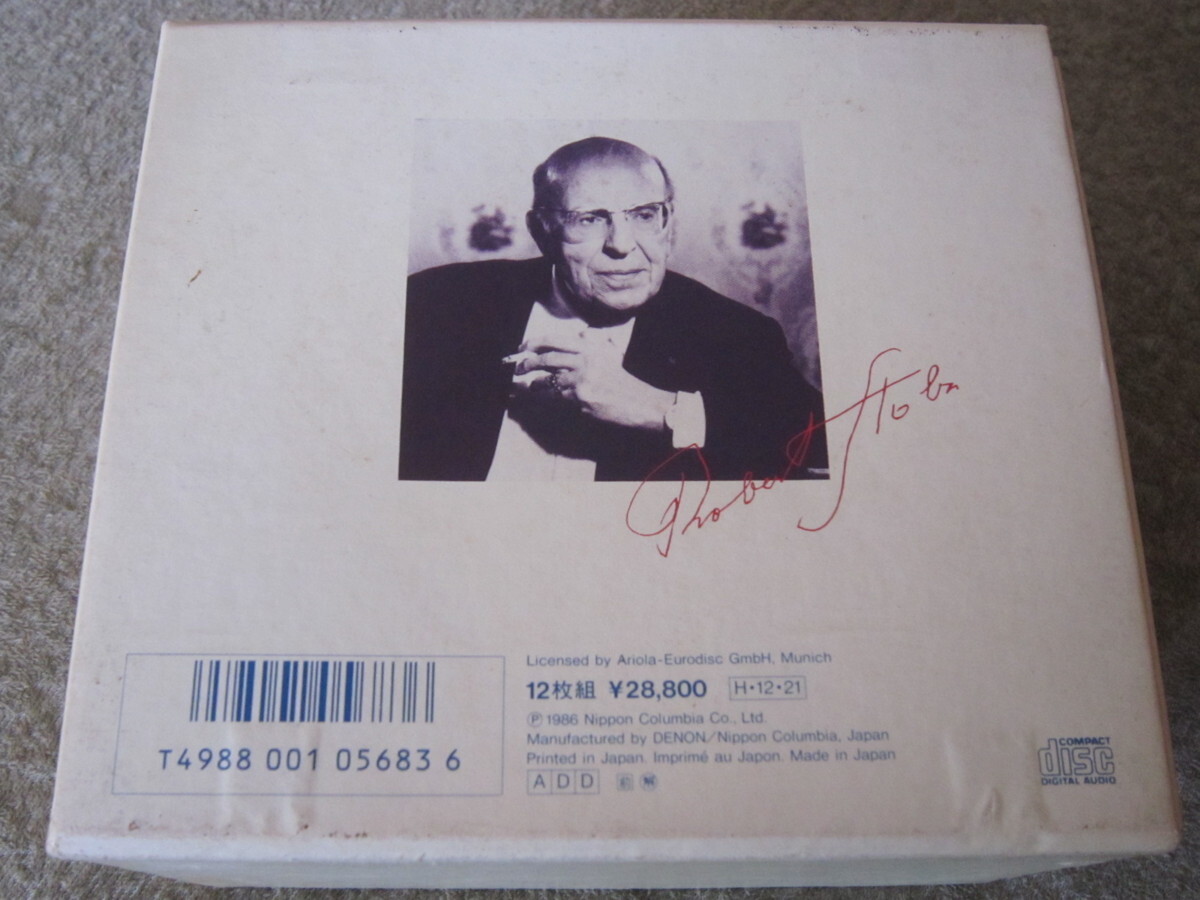 Robert Stolz
Licensed by Ariola-Eurodisc GmbH, Munich
12枚組 ¥28,800 H・12・21
Ⓟ 1986 Nippon Columbia Co., Ltd.
Manufactured by DENON/Nippon Columbia, Japan
Printed in Japan. Imprimé au Japon. Made in Japan
A D D
T4988 001 05683 6
COMPACT
disc
DIGITAL AUDIO